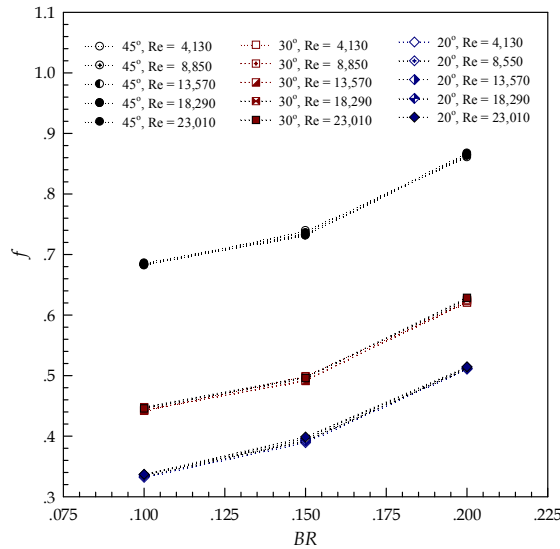 1.1
45°, Re = 4,130 30°, Re = 4,130 20°, Re = 4,130
45°, Re = 8,850 30°, Re = 8,850 20°, Re = 8,550
45°, Re = 13,570 30°, Re = 13,570 20°, Re = 13,570
45°, Re = 18,290 30°, Re = 18,290 20°, Re = 18,290
45°, Re = 23,010 30°, Re = 23,010 20°, Re = 23,010
1.0
.9
.8
.7
f
.6
.5
.4
.3
.075 .100 .125 .150 .175 .200 .225
BR